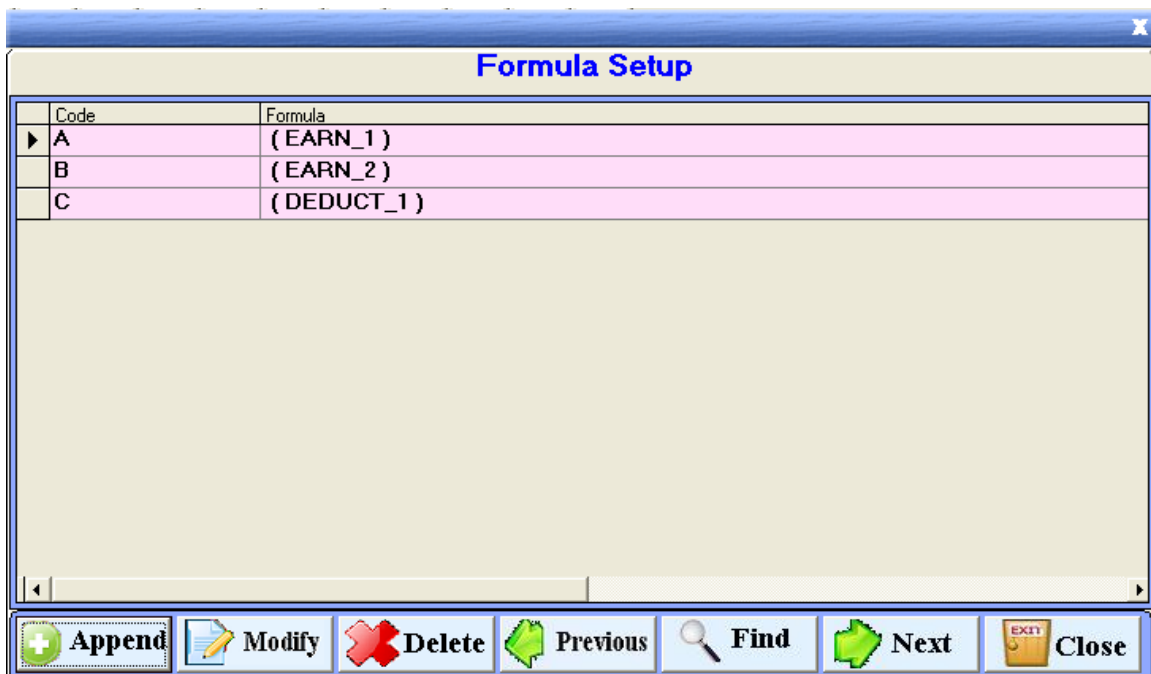 X
Formula Setup
Code Formula
A ( EARN_1 )
B ( EARN_2 )
C ( DEDUCT_1 )
Append Modify Delete Previous Find Next EXIT Close